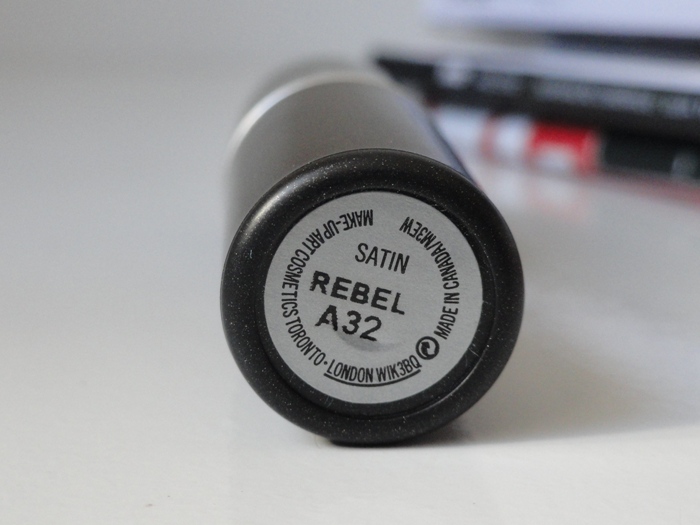 SATIN
REBEL
A32
MAKE-UP ART COSMETICS TORONTO · LONDON W1K3BQ
MADE IN CANADA/M3EW